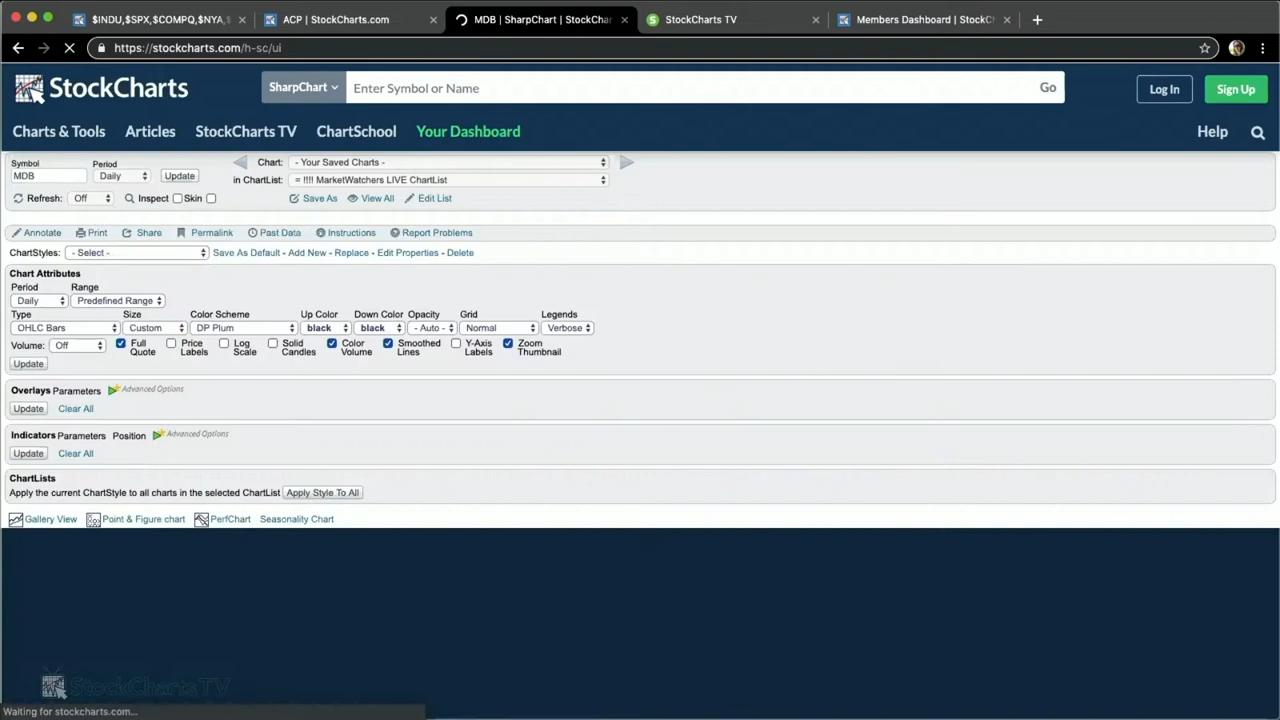 $INDU,$SPX,$COMPQ,$NYA,
ACP | StockCharts.com
MDB | SharpChart | StockChar
StockCharts TV
Members Dashboard | StockC
https://stockcharts.com/h-sc/ui
StockCharts
SharpChart
Enter Symbol or Name
Go
Log In
Sign Up
Charts & Tools
Articles
StockCharts TV
ChartSchool
Your Dashboard
Help
Symbol
Period
Chart:
- Your Saved Charts -
MDB
Daily
Update
in ChartList:
= !!!! MarketWatchers LIVE ChartList
Refresh:
Off
Inspect
Skin
Save As
View All
Edit List
Annotate
Print
Share
Permalink
Past Data
Instructions
Report Problems
ChartStyles:
- Select -
Save As Default - Add New - Replace - Edit Properties - Delete
Chart Attributes
Period
Range
Daily
Predefined Range
Type
Size
Color Scheme
Up Color
Down Color
Opacity
Grid
Legends
OHLC Bars
Custom
DP Plum
black
black
- Auto -
Normal
Verbose
Volume:
Off
Full Quote
Price Labels
Log Scale
Solid Candles
Color Volume
Smoothed Lines
Y-Axis Labels
Zoom Thumbnail
Update
Overlays Parameters
Advanced Options
Update
Clear All
Indicators Parameters
Position
Advanced Options
Update
Clear All
ChartLists
Apply the current ChartStyle to all charts in the selected ChartList
Apply Style To All
Gallery View
Point & Figure chart
PerfChart
Seasonality Chart
StockCharts TV
Waiting for stockcharts.com...